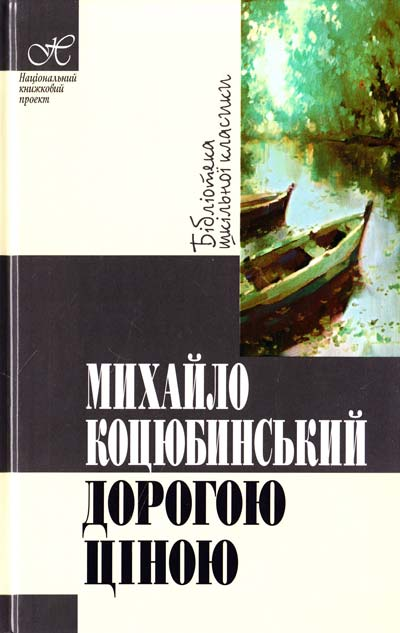 Національний
книжковий
проект
Бібліотека
шкільної класики
МИХАЙЛО
КОЦЮБИНСЬКИЙ
ДОРОГОЮ
ЦІНОЮ